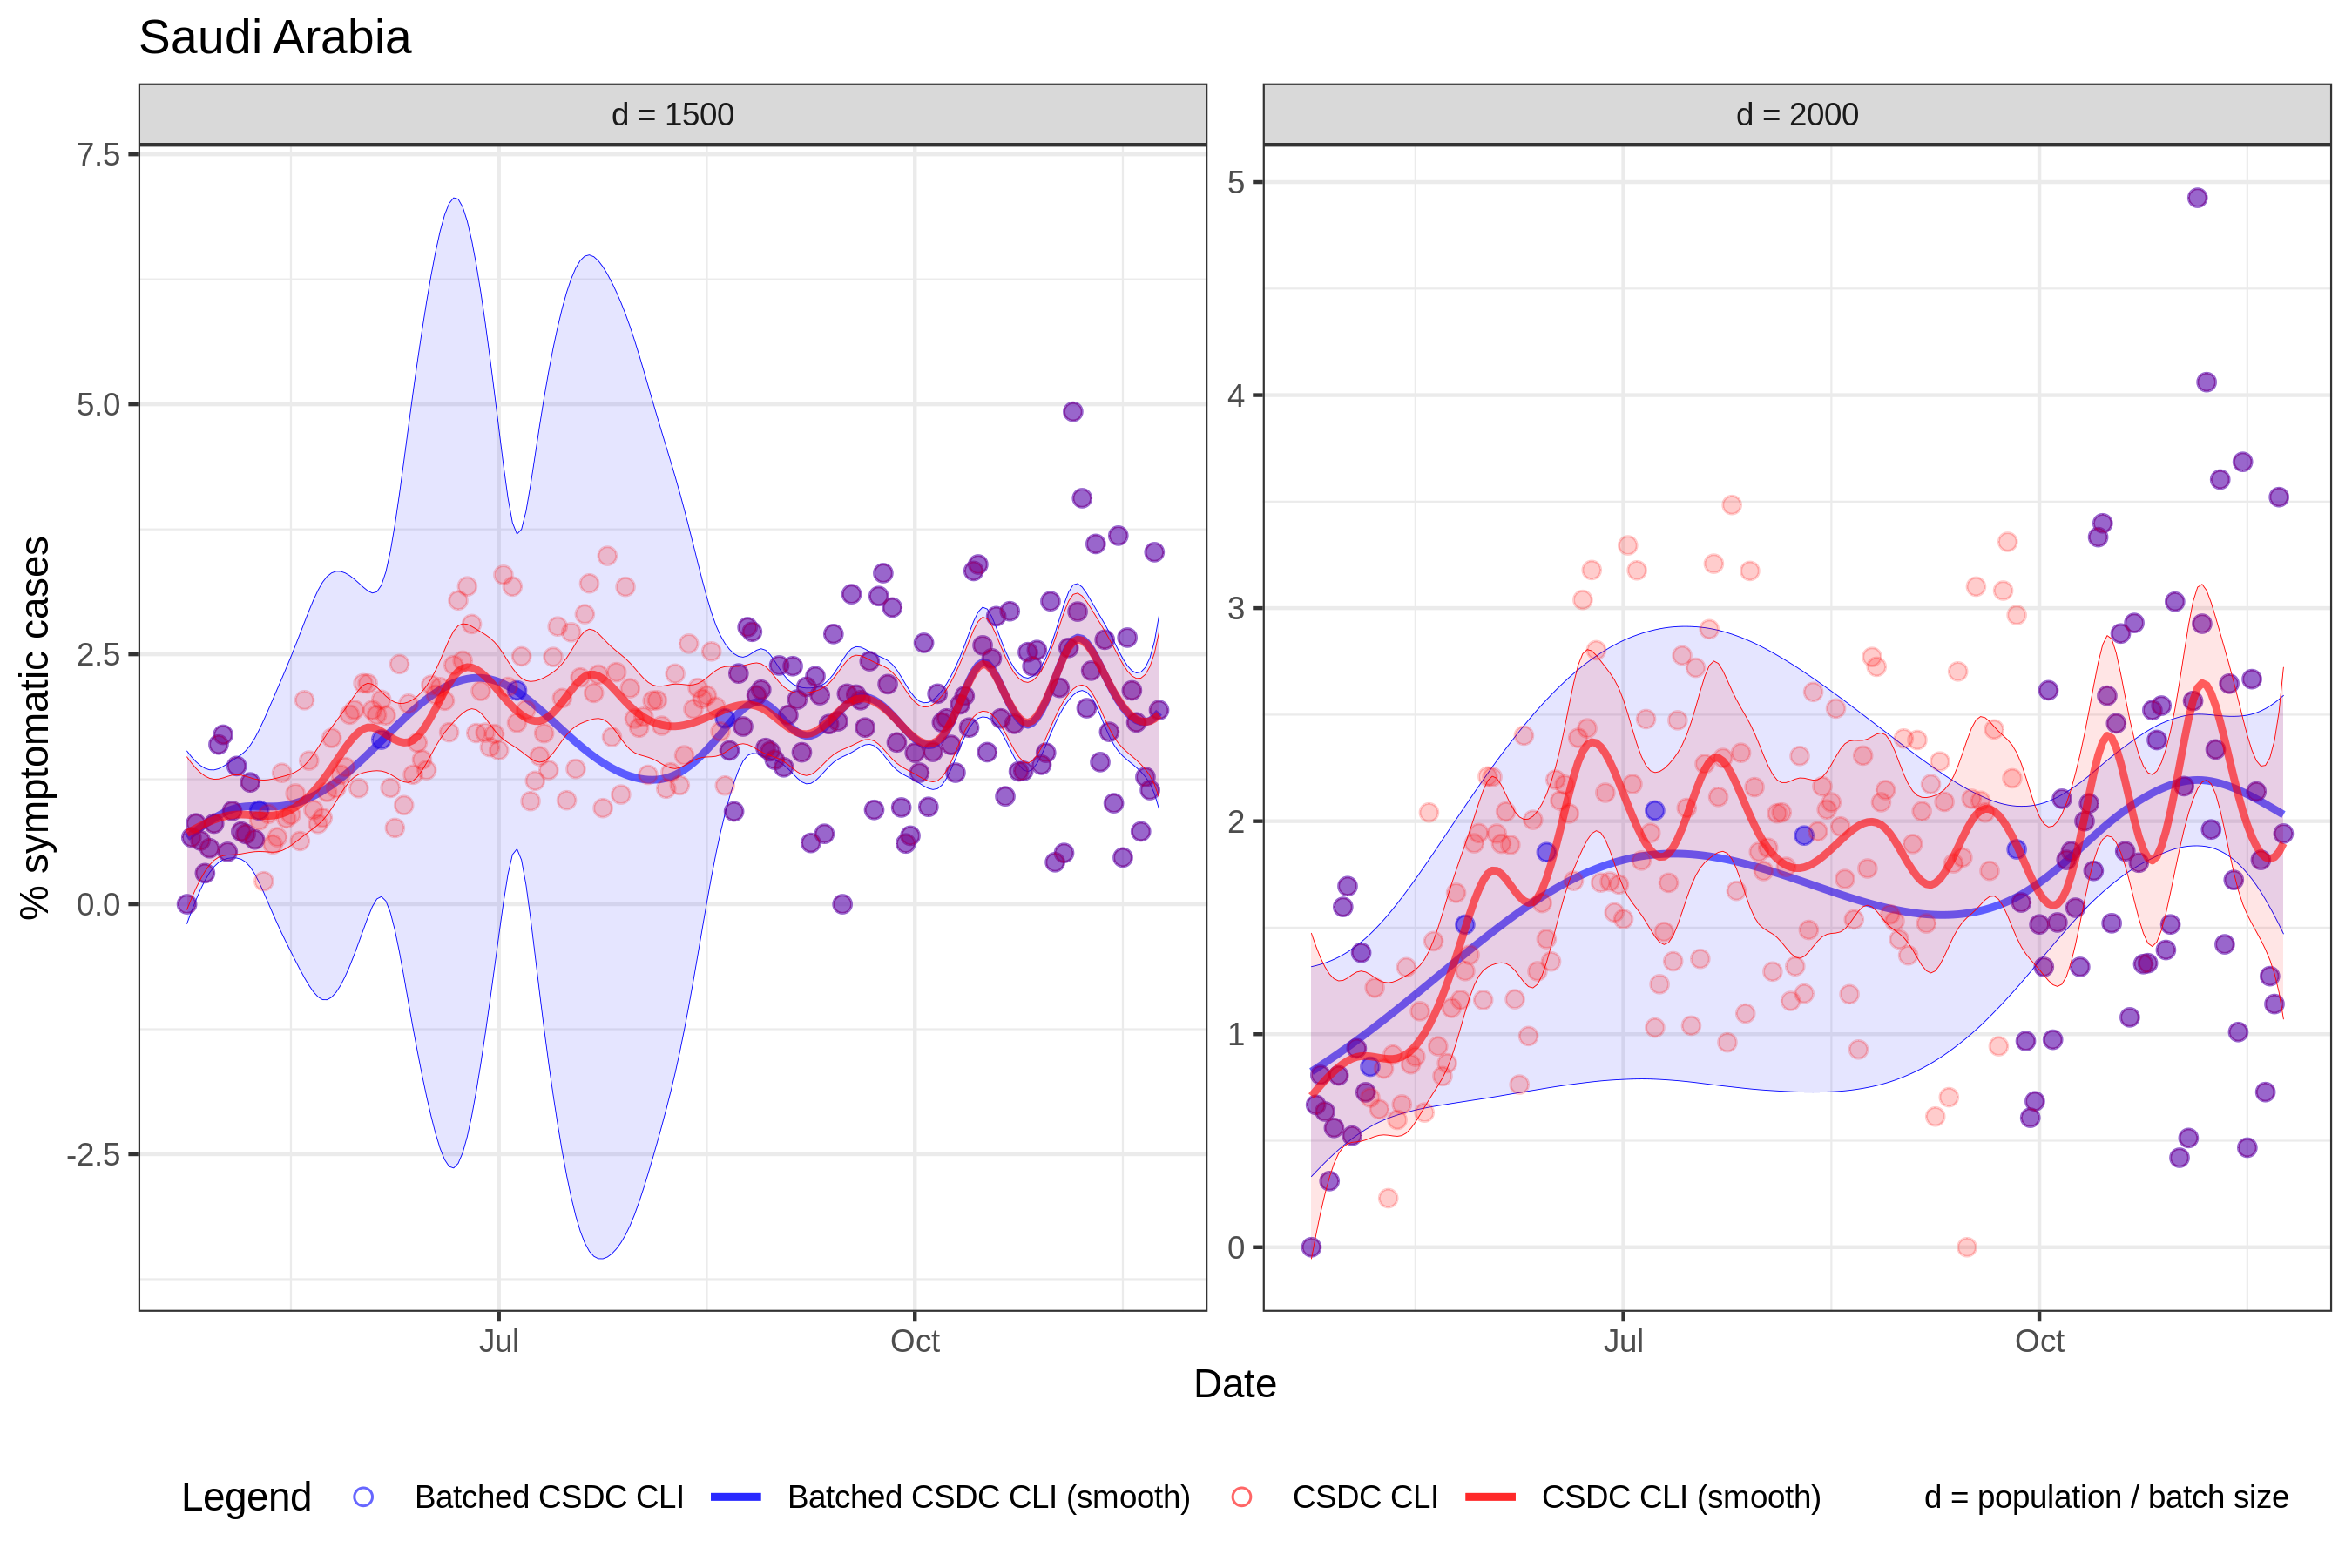 Saudi Arabia
d = 1500
d = 2000
% symptomatic cases
7.5
5.0
2.5
0.0
-2.5
5
4
3
2
1
0
Jul
Oct
Jul
Oct
Date
Legend
Batched CSDC CLI
Batched CSDC CLI (smooth)
CSDC CLI
CSDC CLI (smooth)
d = population / batch size